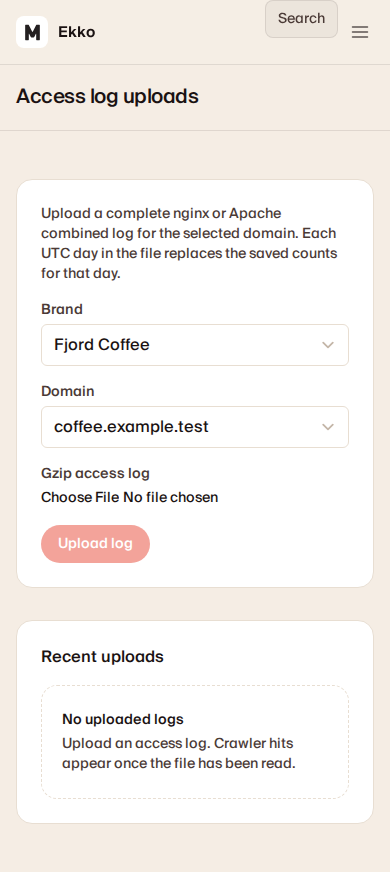 M Ekko
Search
Access log uploads
Upload a complete nginx or Apache
combined log for the selected domain. Each
UTC day in the file replaces the saved counts
for that day.
Brand
Fjord Coffee
Domain
coffee.example.test
Gzip access log
Choose File No file chosen
Upload log
Recent uploads
No uploaded logs
Upload an access log. Crawler hits
appear once the file has been read.